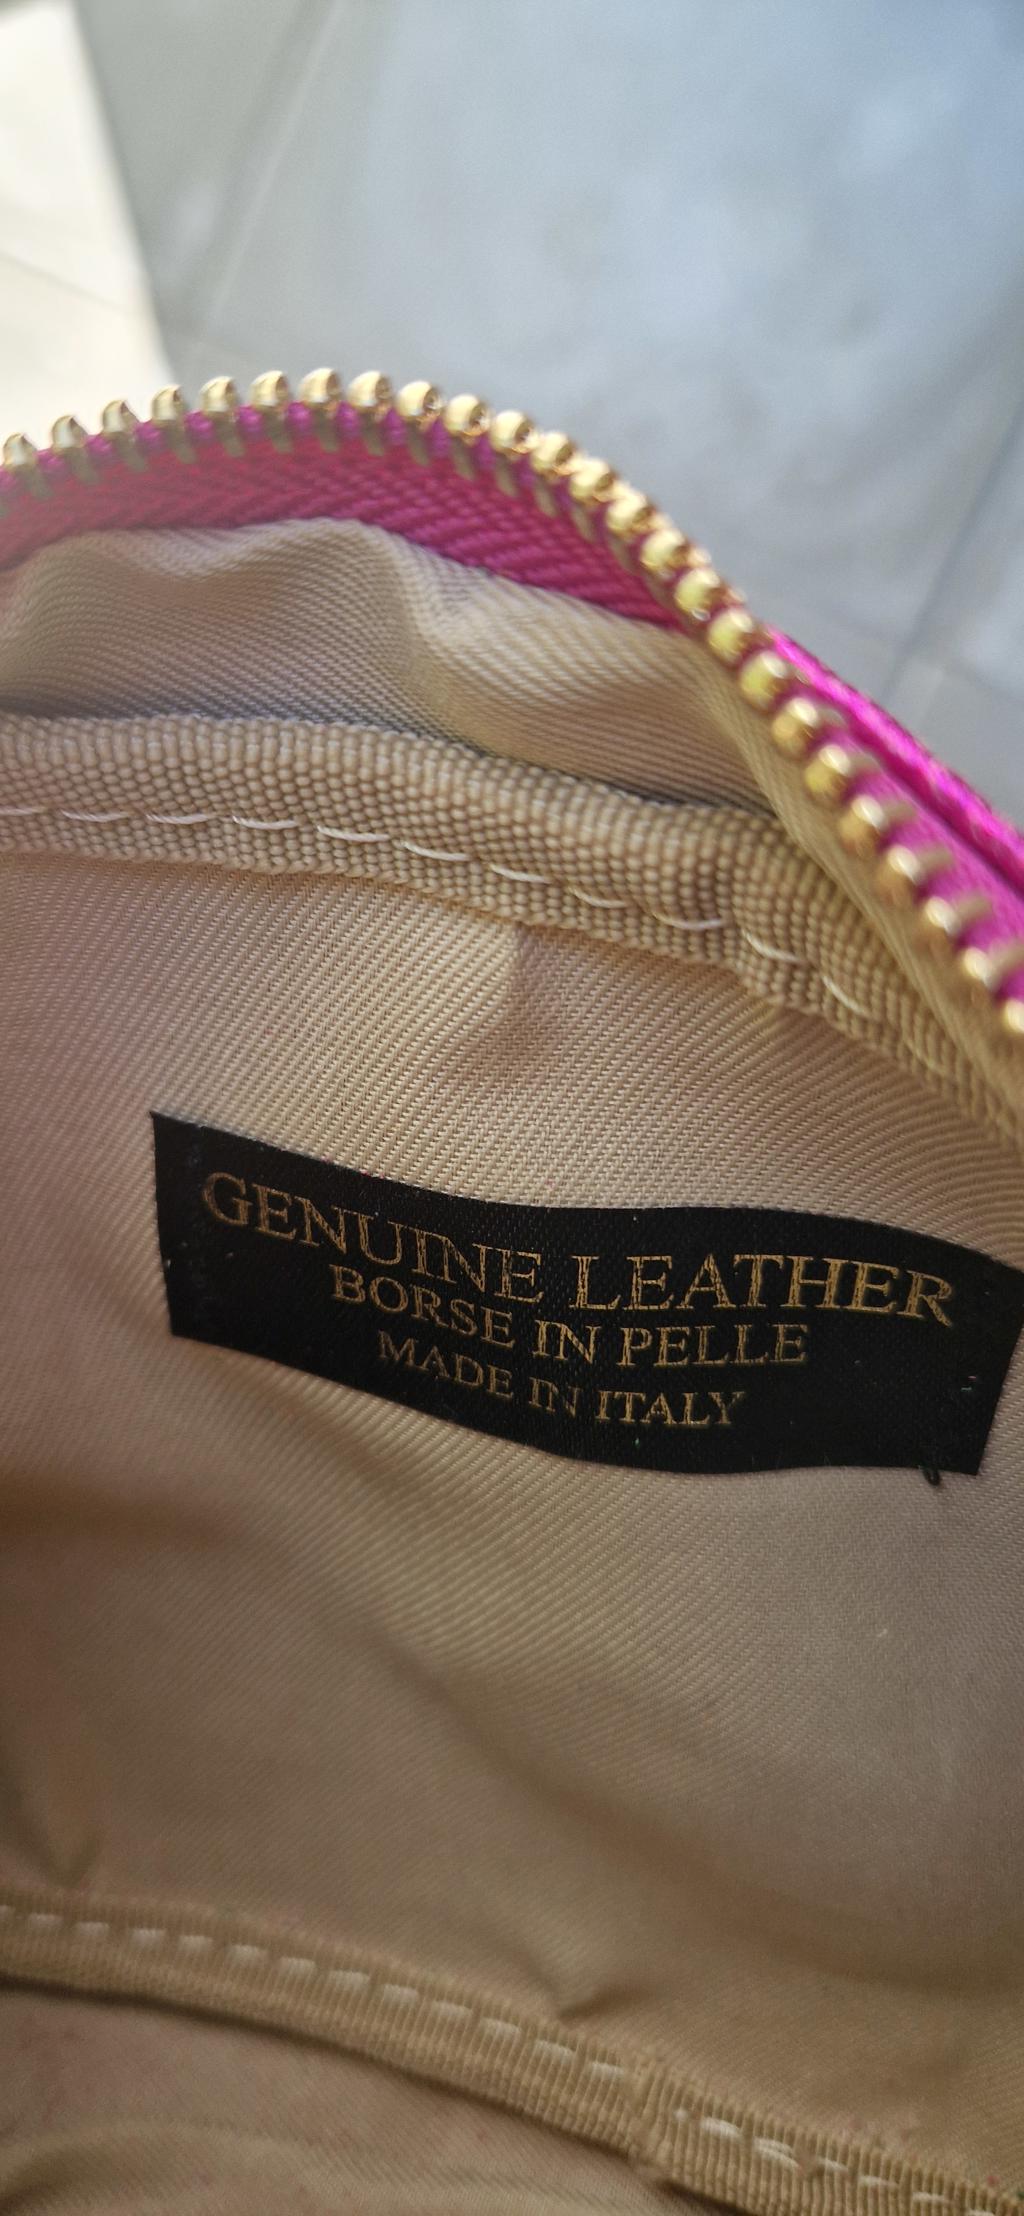 GENUINE LEATHER
BORSE IN PELLE
MADE IN ITALY